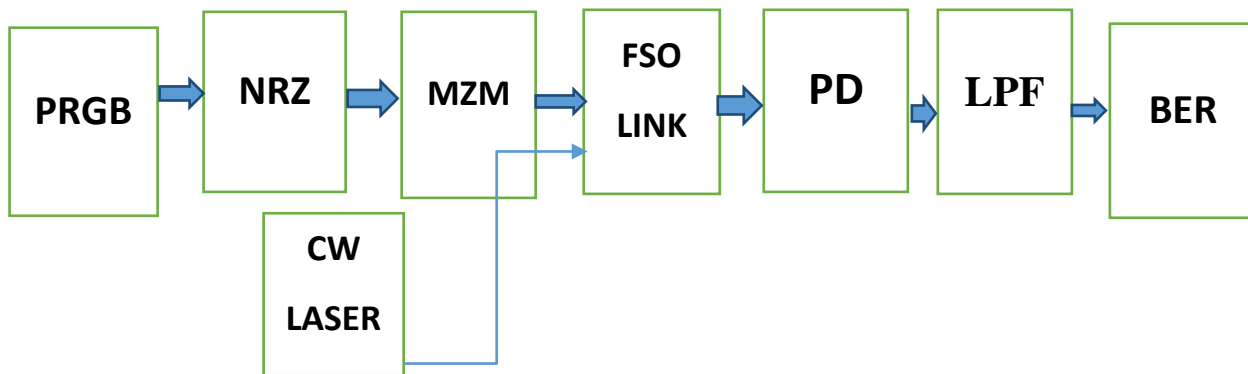 PRGB
NRZ
MZM
FSO
LINK
PD
LPF
BER
CW
LASER